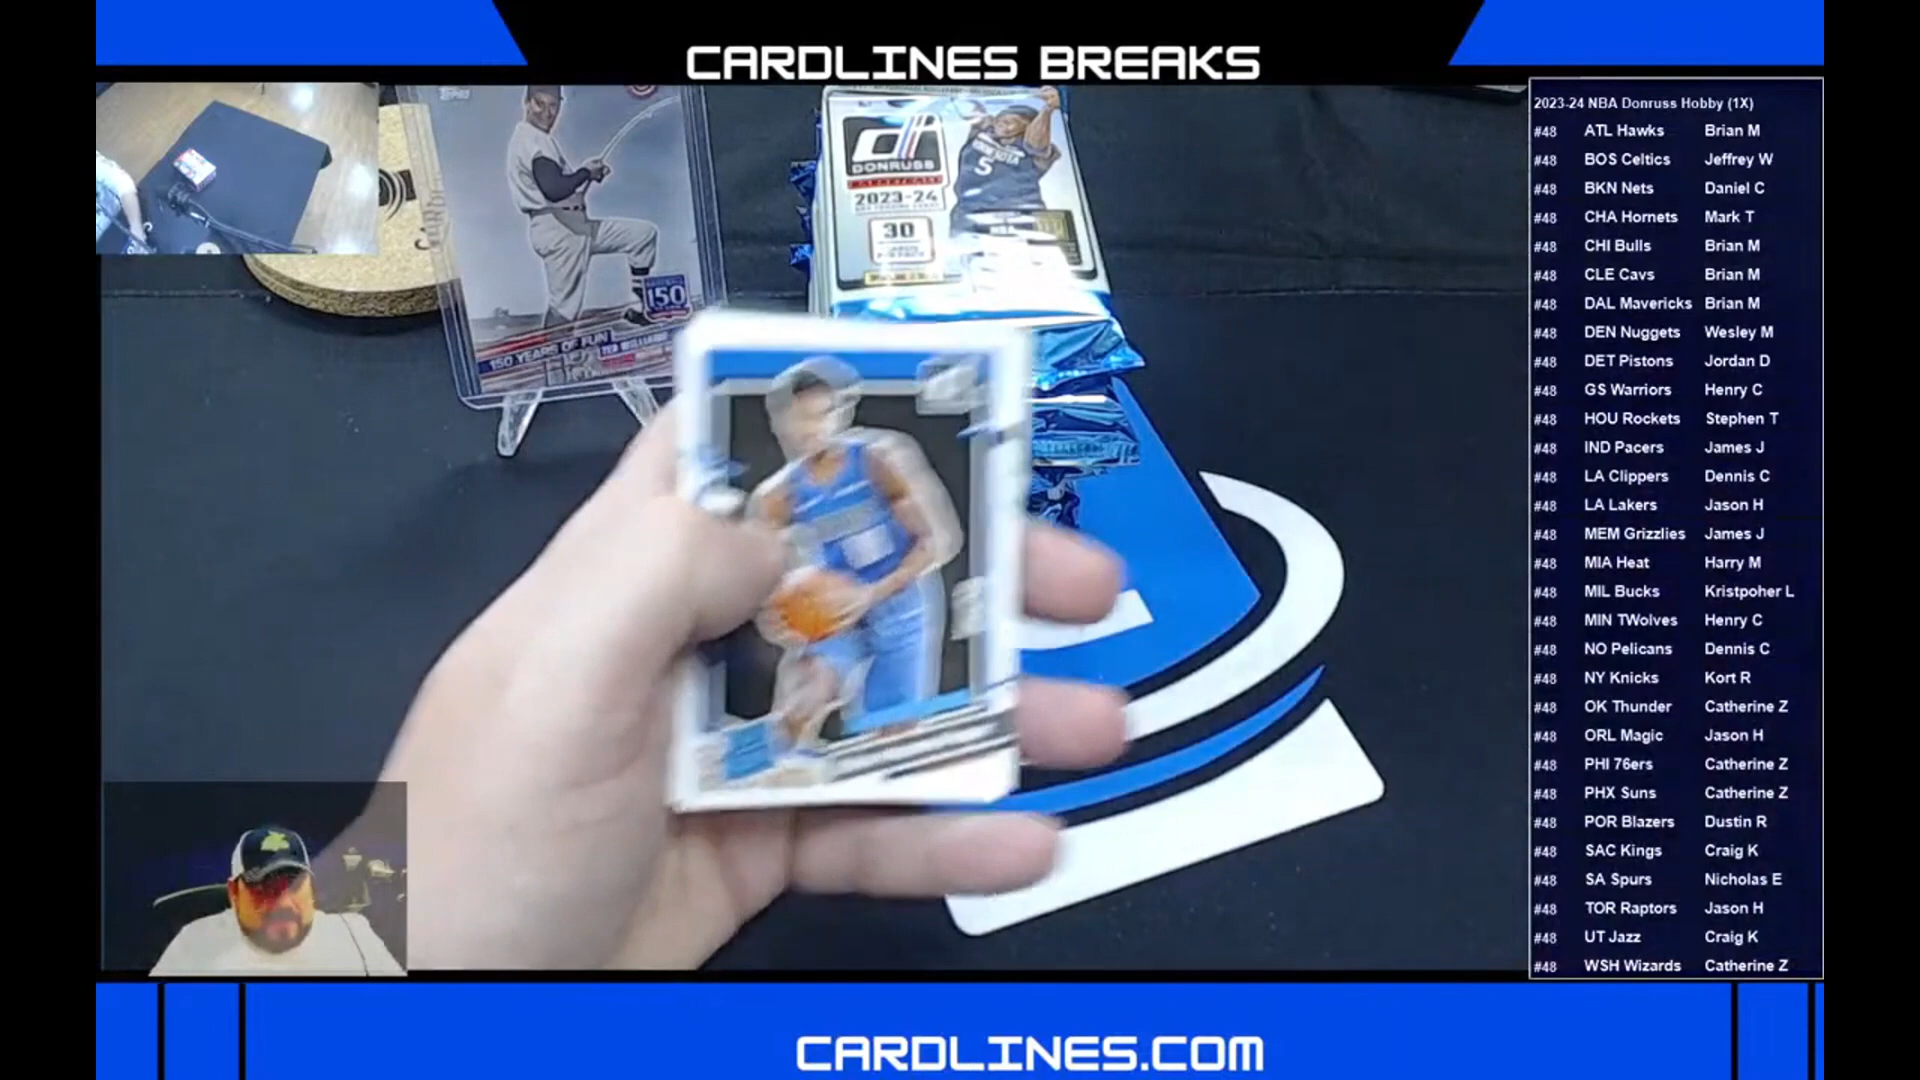 CARDLINES BREAKS
topps
150
150 YEARS OF FUN
TED WILLIAMS
DONRUSS
BASKETBALL
2023-24
30
MINNESOTA
5
2023-24 NBA Donruss Hobby (1X)
#48 ATL Hawks Brian M
#48 BOS Celtics Jeffrey W
#48 BKN Nets Daniel C
#48 CHA Hornets Mark T
#48 CHI Bulls Brian M
#48 CLE Cavs Brian M
#48 DAL Mavericks Brian M
#48 DEN Nuggets Wesley M
#48 DET Pistons Jordan D
#48 GS Warriors Henry C
#48 HOU Rockets Stephen T
#48 IND Pacers James J
#48 LA Clippers Dennis C
#48 LA Lakers Jason H
#48 MEM Grizzlies James J
#48 MIA Heat Harry M
#48 MIL Bucks Kristpoher L
#48 MIN TWolves Henry C
#48 NO Pelicans Dennis C
#48 NY Knicks Kort R
#48 OK Thunder Catherine Z
#48 ORL Magic Jason H
#48 PHI 76ers Catherine Z
#48 PHX Suns Catherine Z
#48 POR Blazers Dustin R
#48 SAC Kings Craig K
#48 SA Spurs Nicholas E
#48 TOR Raptors Jason H
#48 UT Jazz Craig K
#48 WSH Wizards Catherine Z
CARDLINES.COM